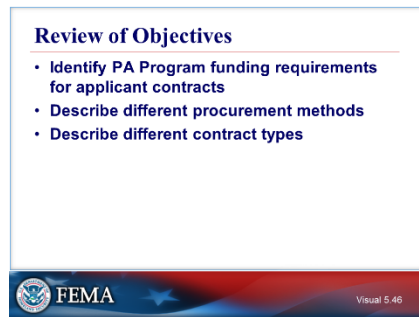 Review of Objectives
• Identify PA Program funding requirements
for applicant contracts
• Describe different procurement methods
• Describe different contract types
FEMA
Visual 5.46